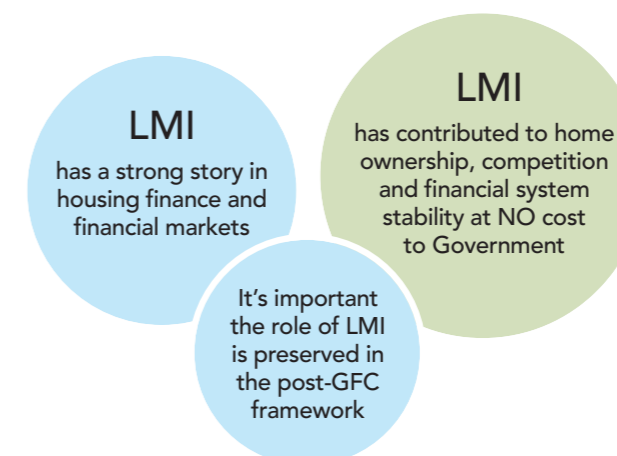 LMI
has a strong story in
housing finance and
financial markets
LMI
has contributed to home
ownership, competition
and financial system
stability at NO cost
to Government
It's important
the role of LMI
is preserved in
the post-GFC
framework